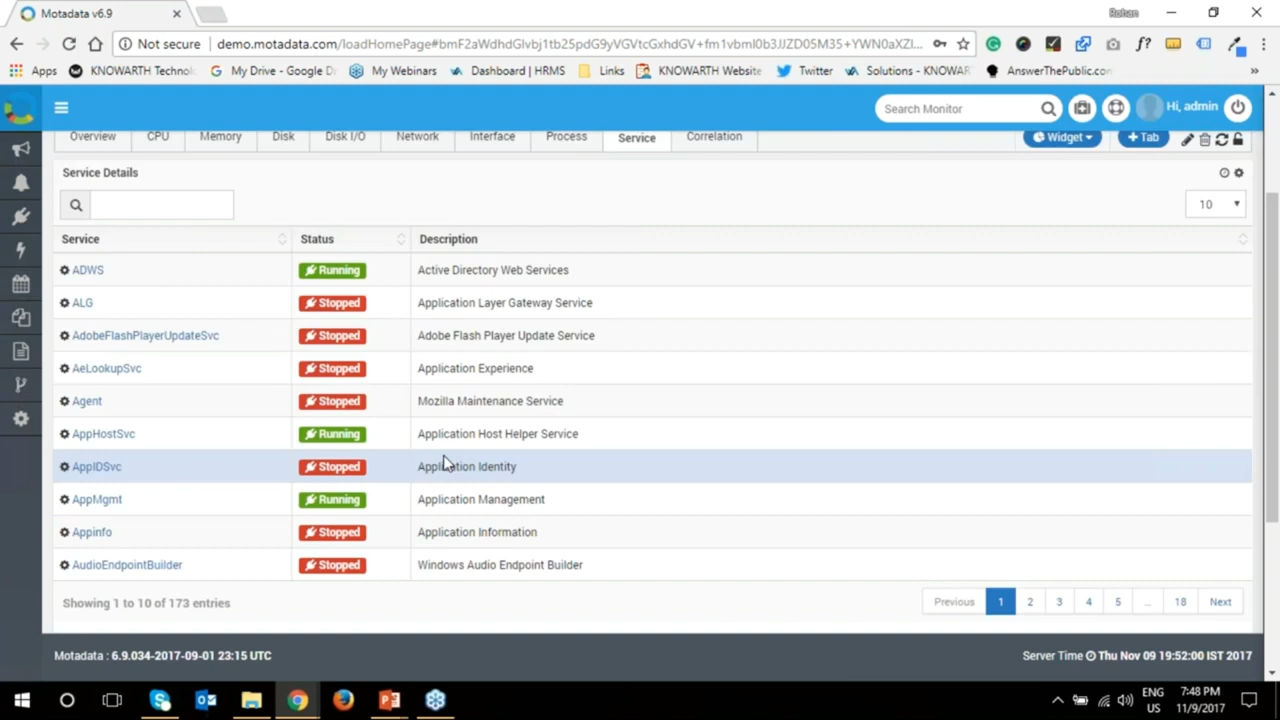 Motadata v6.9
Rohan
Not secure | demo.motadata.com/loadHomePage#bmF2aWdhdGlvbj1tb25pdG9yVGVtcGxhdGV+fm1vbml0b3JJZD05M35+YWN0aXZl...
Apps KNOWARTH Technol My Drive - Google D My Webinars Dashboard | HRMS Links KNOWARTH Website Twitter Solutions - KNOWAR AnswerThePublic.com »
Search Monitor Hi, admin
Overview CPU Memory Disk Disk I/O Network Interface Process Service Correlation Widget + Tab
Service Details
10
Service Status Description
ADWS Running Active Directory Web Services
ALG Stopped Application Layer Gateway Service
AdobeFlashPlayerUpdateSvc Stopped Adobe Flash Player Update Service
AeLookupSvc Stopped Application Experience
Agent Stopped Mozilla Maintenance Service
AppHostSvc Running Application Host Helper Service
AppIDSvc Stopped Application Identity
AppMgmt Running Application Management
Appinfo Stopped Application Information
AudioEndpointBuilder Stopped Windows Audio Endpoint Builder
Showing 1 to 10 of 173 entries Previous 1 2 3 4 5 ... 18 Next
Motadata : 6.9.034-2017-09-01 23:15 UTC Server Time Thu Nov 09 19:52:00 IST 2017
ENG 7:48 PM
US 11/9/2017